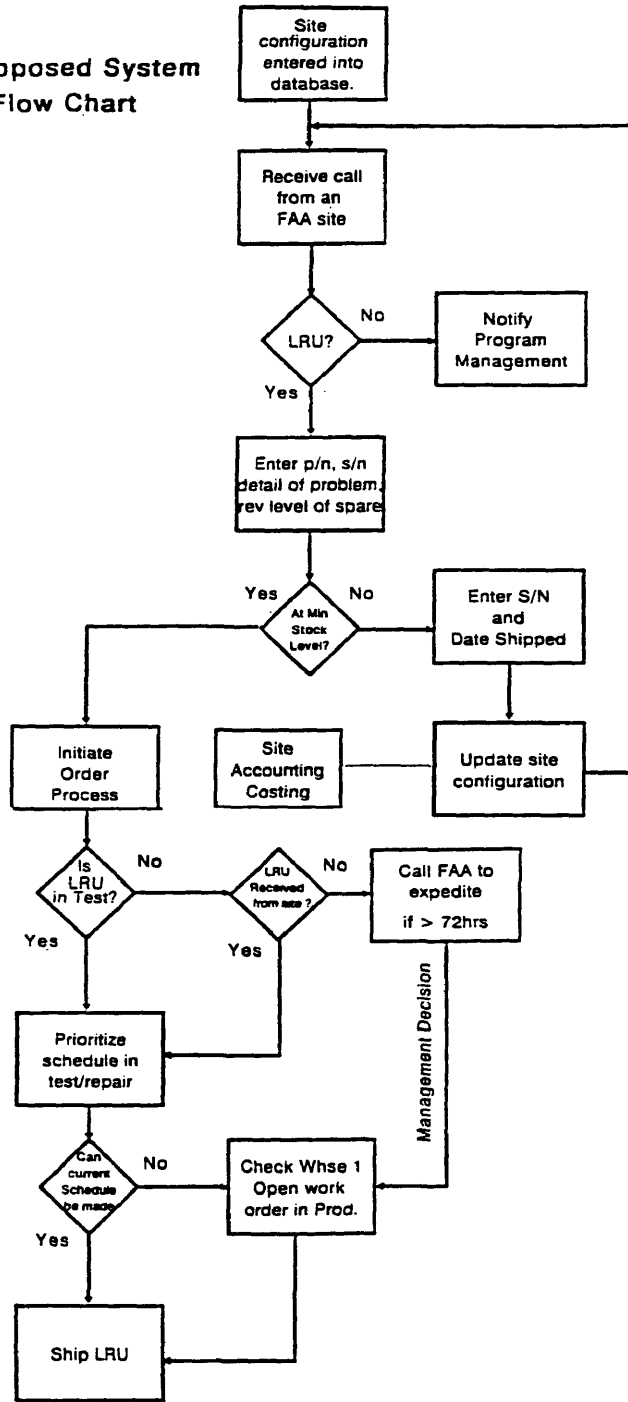 oposed System
Flow Chart
Site
configuration
entered into
database.
Receive call
from an
FAA site
LRU?
No
Yes
Notify
Program
Management
Enter p/n, s/n
detail of problem,
rev level of spare
Yes
No
At Min
Stock
Level?
Enter S/N
and
Date Shipped
Initiate
Order
Process
Site
Accounting
Costing
Update site
configuration
Is
LRU
in Test?
No
Yes
LRU
Received
from site ?
No
Yes
Call FAA to
expedite
if > 72hrs
Management Decision
Prioritize
schedule in
test/repair
Can
current
Schedule
be made
No
Yes
Check Whse 1
Open work
order in Prod.
Ship LRU